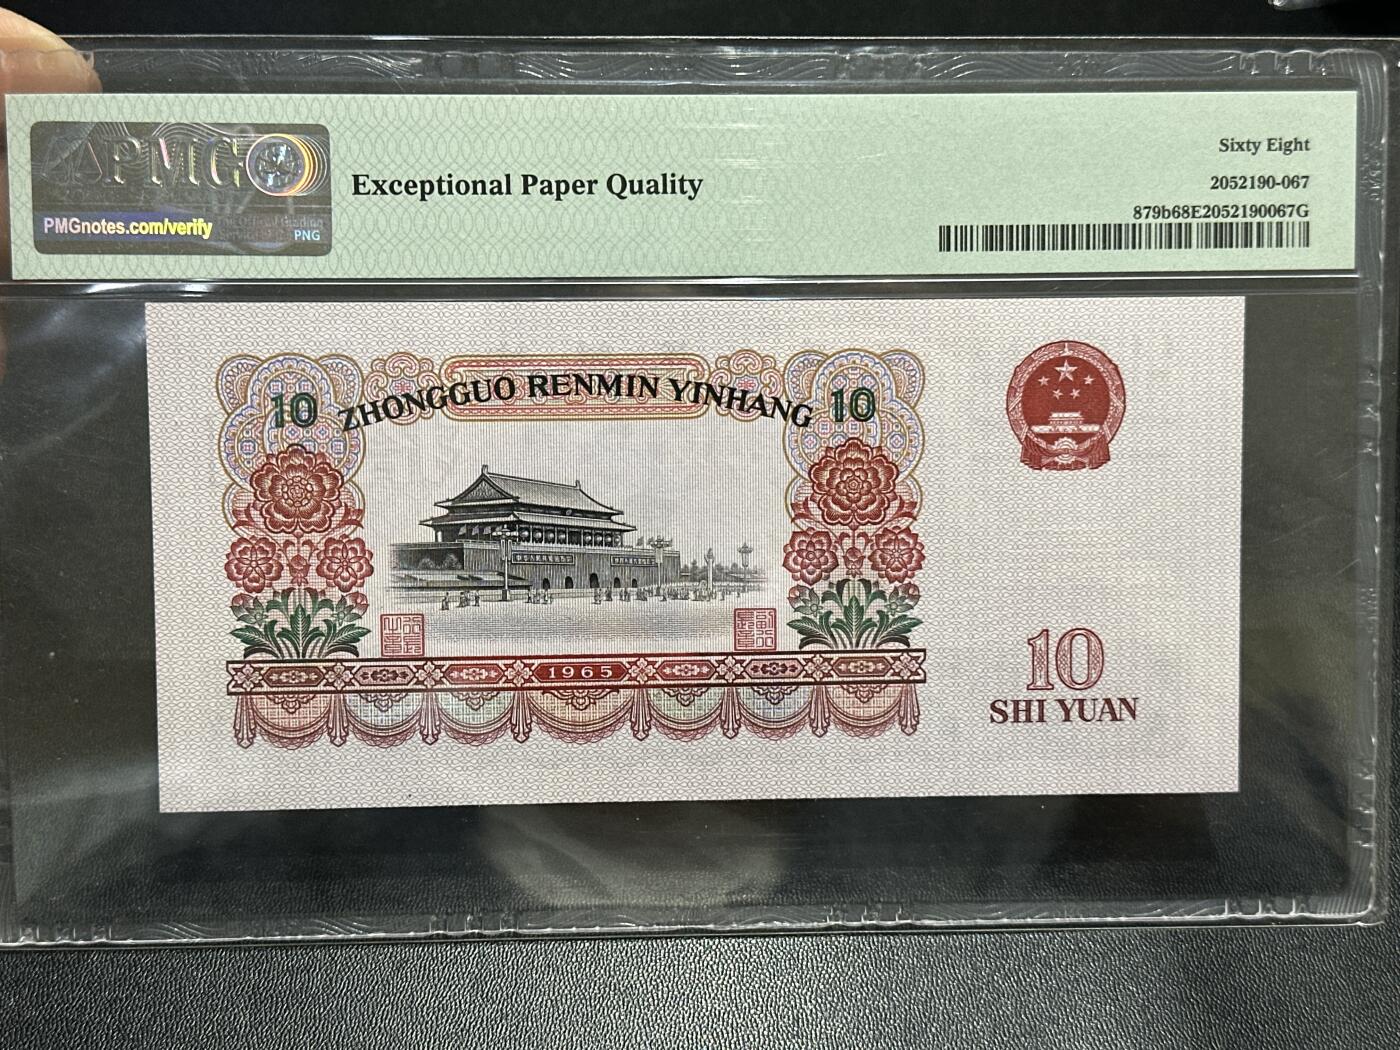 PMG
PMGnotes.com/verify
PNG
Exceptional Paper Quality
Sixty Eight
2052190-067
879b68E2052190067G
10 ZHONGGUO RENMIN YINHANG 10
1965
10
SHI YUAN